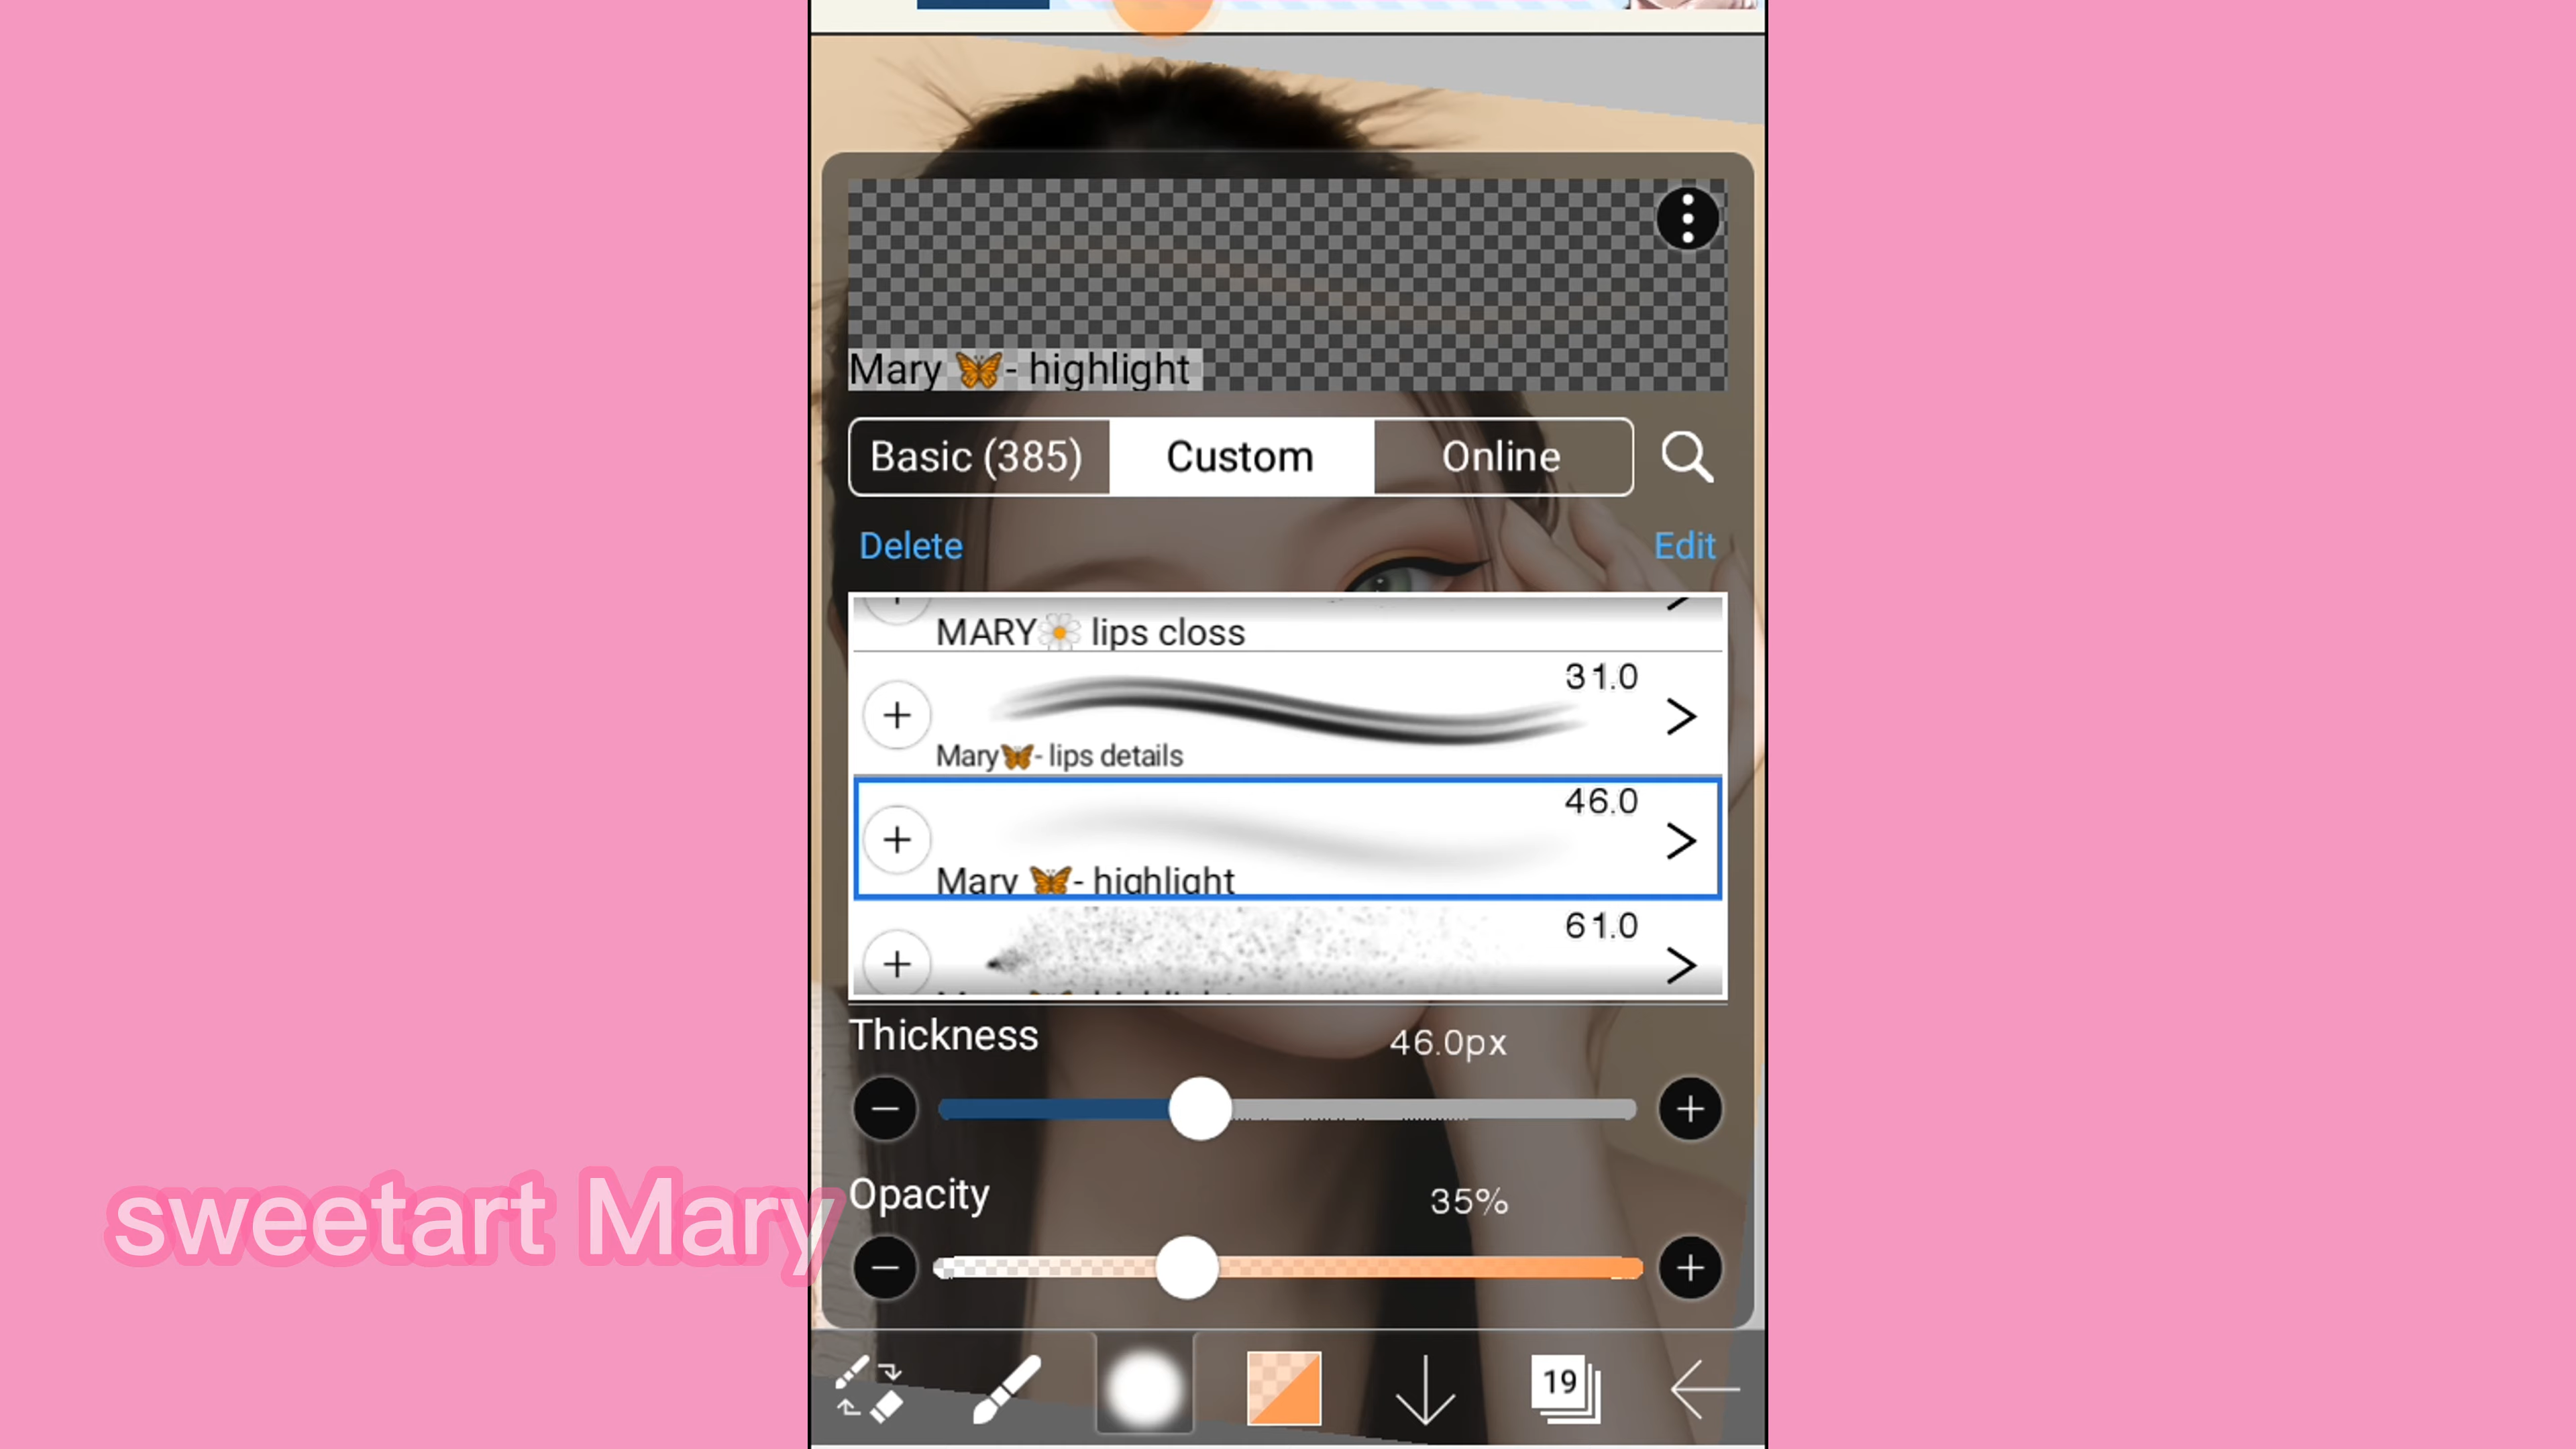 Mary 🦋- highlight
Basic (385) Custom Online
Delete Edit
MARY🌼 lips closs
31.0
Mary🦋- lips details
46.0
Mary 🦋- highlight
61.0
Thickness 46.0px
sweetart Mary
Opacity 35%
19